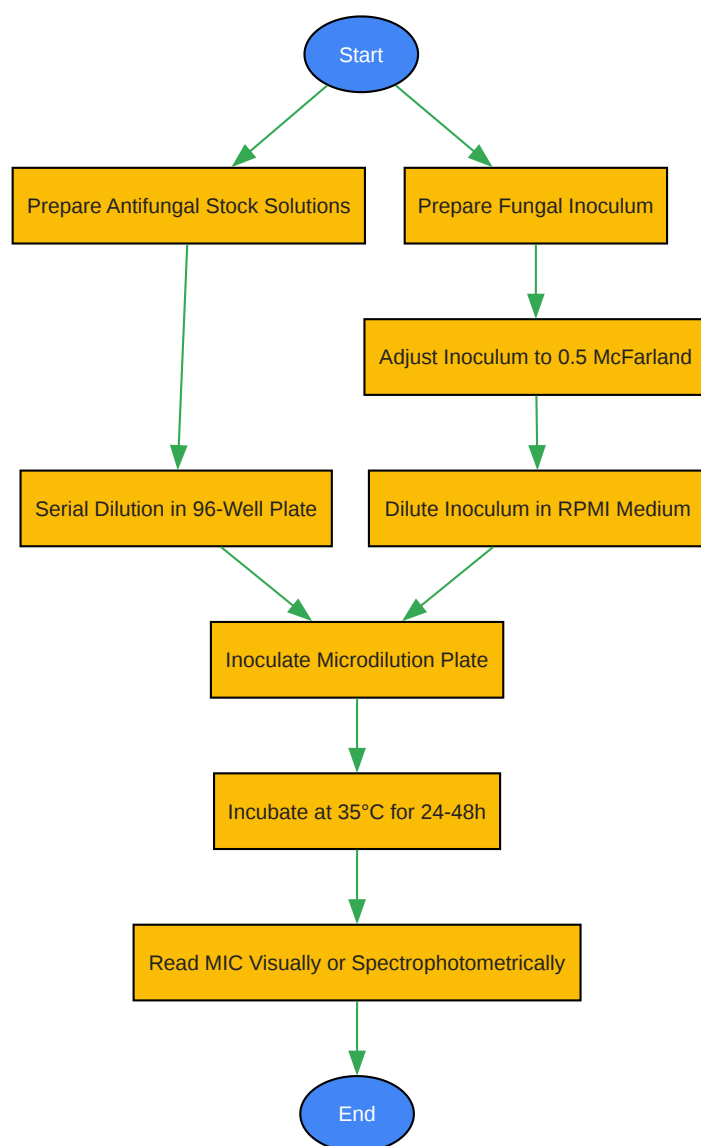 Start
Prepare Antifungal Stock Solutions
Prepare Fungal Inoculum
Adjust Inoculum to 0.5 McFarland
Serial Dilution in 96-Well Plate
Dilute Inoculum in RPMI Medium
Inoculate Microdilution Plate
Incubate at 35°C for 24-48h
Read MIC Visually or Spectrophotometrically
End